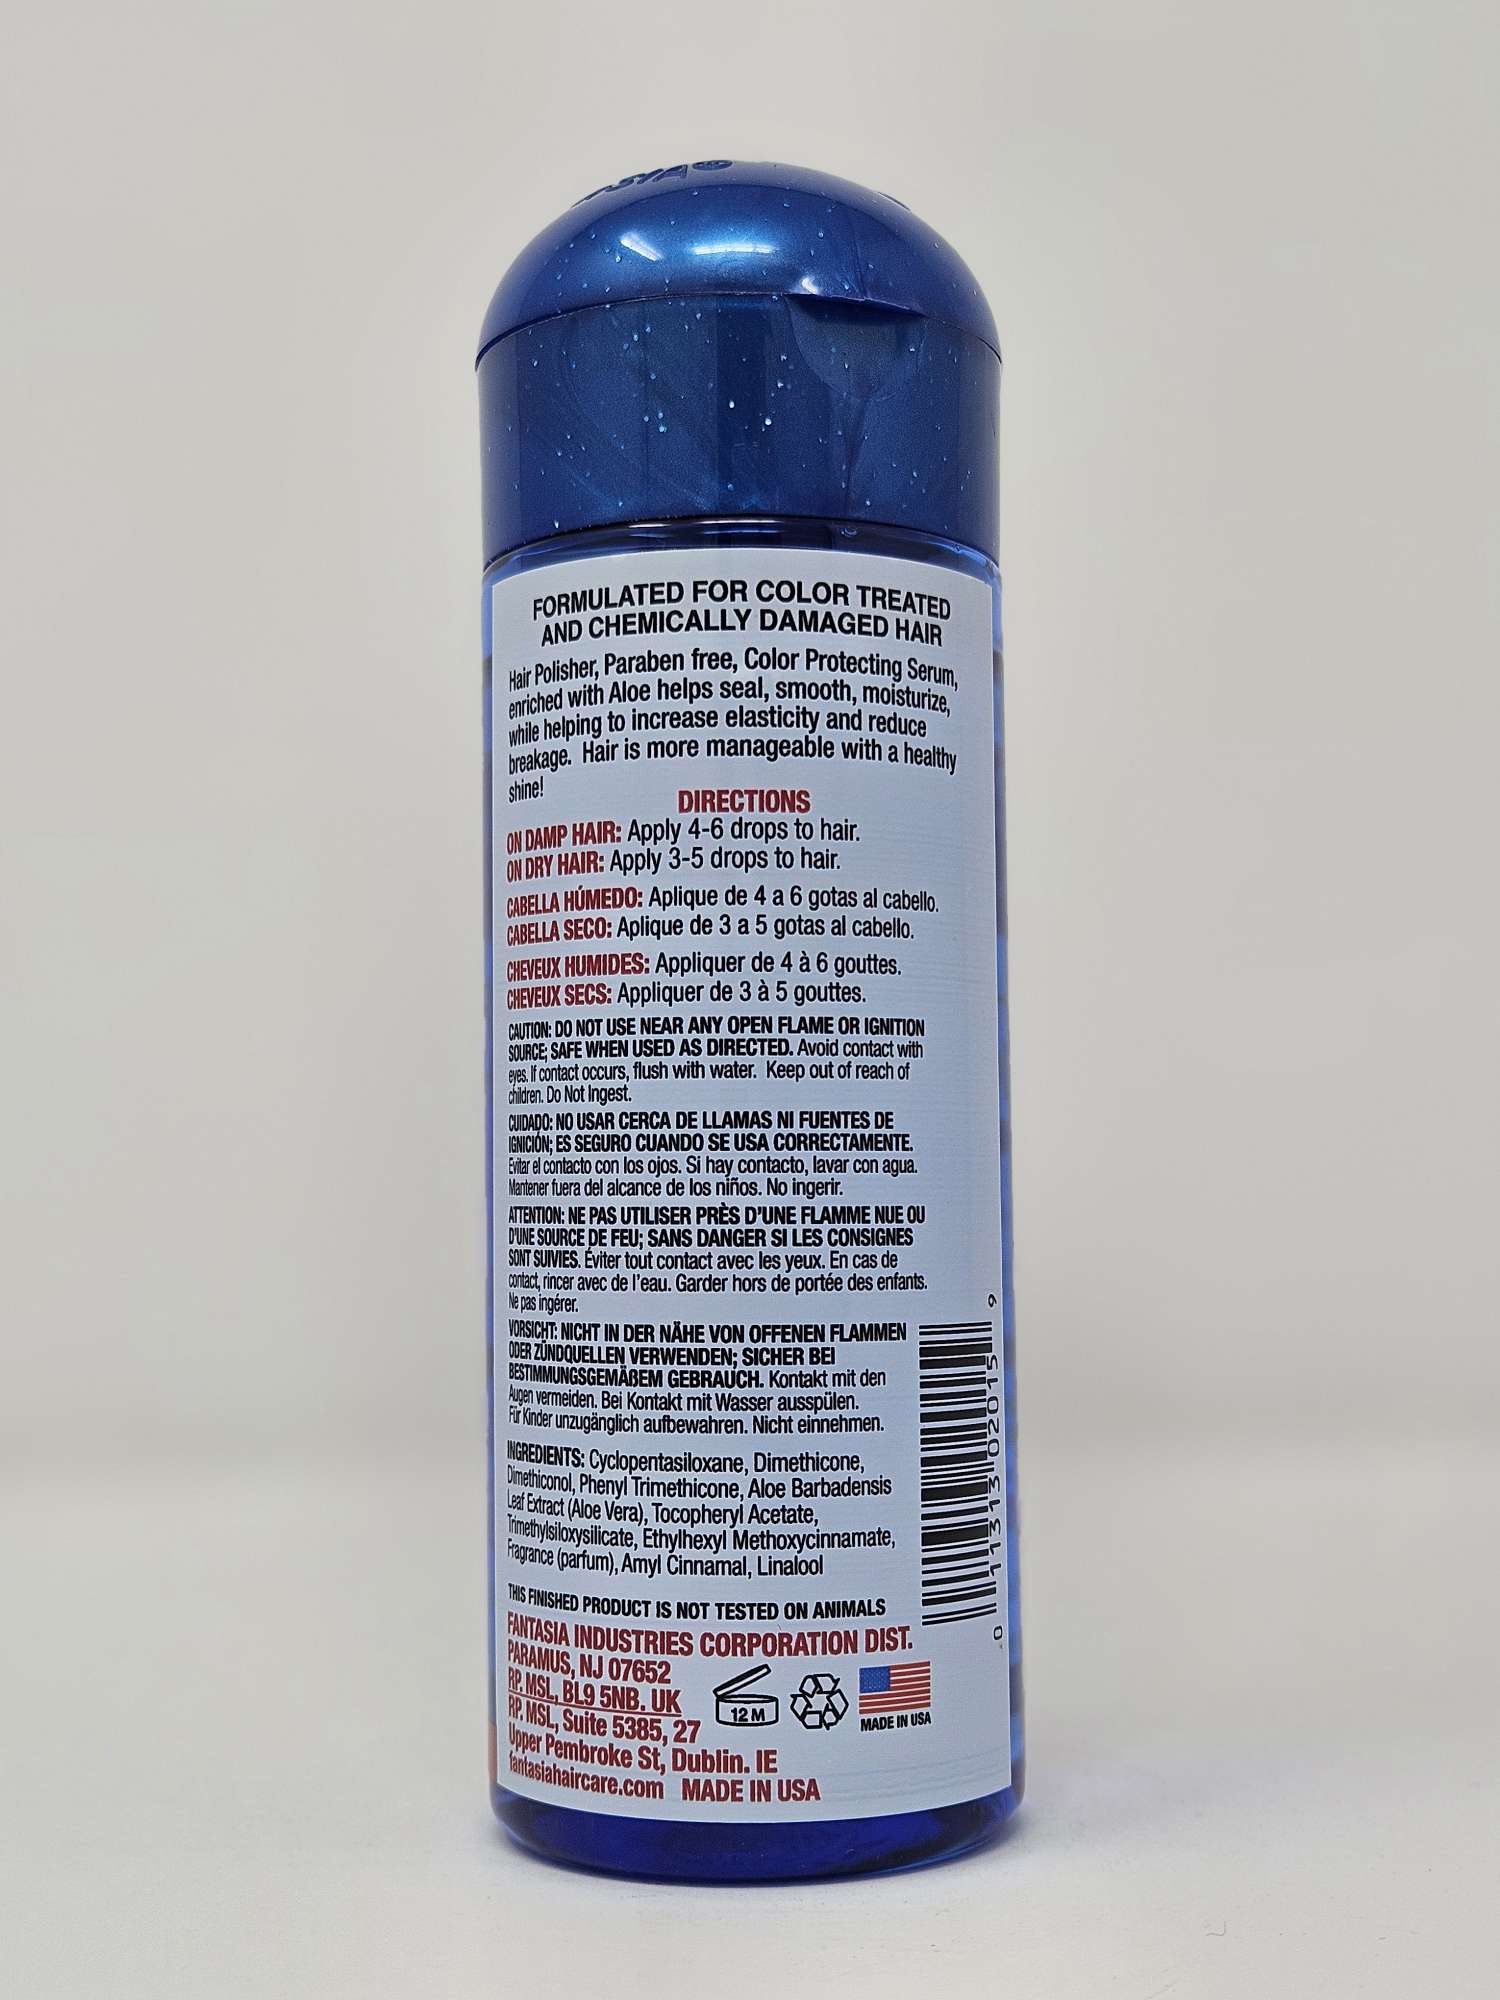 FORMULATED FOR COLOR TREATED
AND CHEMICALLY DAMAGED HAIR
Hair Polisher, Paraben free, Color Protecting Serum,
enriched with Aloe helps seal, smooth, moisturize,
while helping to increase elasticity and reduce
breakage. Hair is more manageable with a healthy
shine!
DIRECTIONS
ON DAMP HAIR: Apply 4-6 drops to hair.
ON DRY HAIR: Apply 3-5 drops to hair.
CABELLA HÚMEDO: Aplique de 4 a 6 gotas al cabello.
CABELLA SECO: Aplique de 3 a 5 gotas al cabello.
CHEVEUX HUMIDES: Appliquer de 4 à 6 gouttes.
CHEVEUX SECS: Appliquer de 3 à 5 gouttes.
CAUTION: DO NOT USE NEAR ANY OPEN FLAME OR IGNITION
SOURCE; SAFE WHEN USED AS DIRECTED. Avoid contact with
eyes. If contact occurs, flush with water. Keep out of reach of
children. Do Not Ingest.
CUIDADO: NO USAR CERCA DE LLAMAS NI FUENTES DE
IGNICIÓN; ES SEGURO CUANDO SE USA CORRECTAMENTE.
Evitar el contacto con los ojos. Si hay contacto, lavar con agua.
Mantener fuera del alcance de los niños. No ingerir.
ATTENTION: NE PAS UTILISER PRÈS D'UNE FLAMME NUE OU
D'UNE SOURCE DE FEU; SANS DANGER SI LES CONSIGNES
SONT SUIVIES. Éviter tout contact avec les yeux. En cas de
contact, rincer avec de l'eau. Garder hors de portée des enfants.
Ne pas ingérer.
VORSICHT: NICHT IN DER NÄHE VON OFFENEN FLAMMEN
ODER ZÜNDQUELLEN VERWENDEN; SICHER BEI
BESTIMMUNGSGEMÄßEM GEBRAUCH. Kontakt mit den
Augen vermeiden. Bei Kontakt mit Wasser ausspülen.
Für Kinder unzugänglich aufbewahren. Nicht einnehmen.
INGREDIENTS: Cyclopentasiloxane, Dimethicone,
Dimethiconol, Phenyl Trimethicone, Aloe Barbadensis
Leaf Extract (Aloe Vera), Tocopheryl Acetate,
Trimethylsiloxysilicate, Ethylhexyl Methoxycinnamate,
Fragrance (parfum), Amyl Cinnamal, Linalool
0 11313 02015 9
THIS FINISHED PRODUCT IS NOT TESTED ON ANIMALS
FANTASIA INDUSTRIES CORPORATION DIST.
PARAMUS, NJ 07652
RP. MSL, BL9 5NB. UK
RP. MSL, Suite 5385, 27
Upper Pembroke St, Dublin. IE
fantasiahaircare.com MADE IN USA
12 M
MADE IN USA